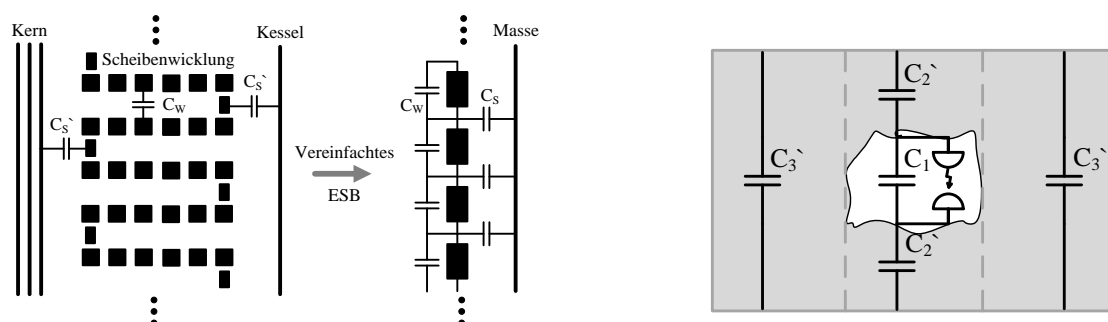 Kern
Kessel
Masse
Scheibenwicklung
C_S`
C_W
C_S`
Vereinfachtes
ESB
C_W
C_S
C_2`
C_3`
C_1
C_3`
C_2`